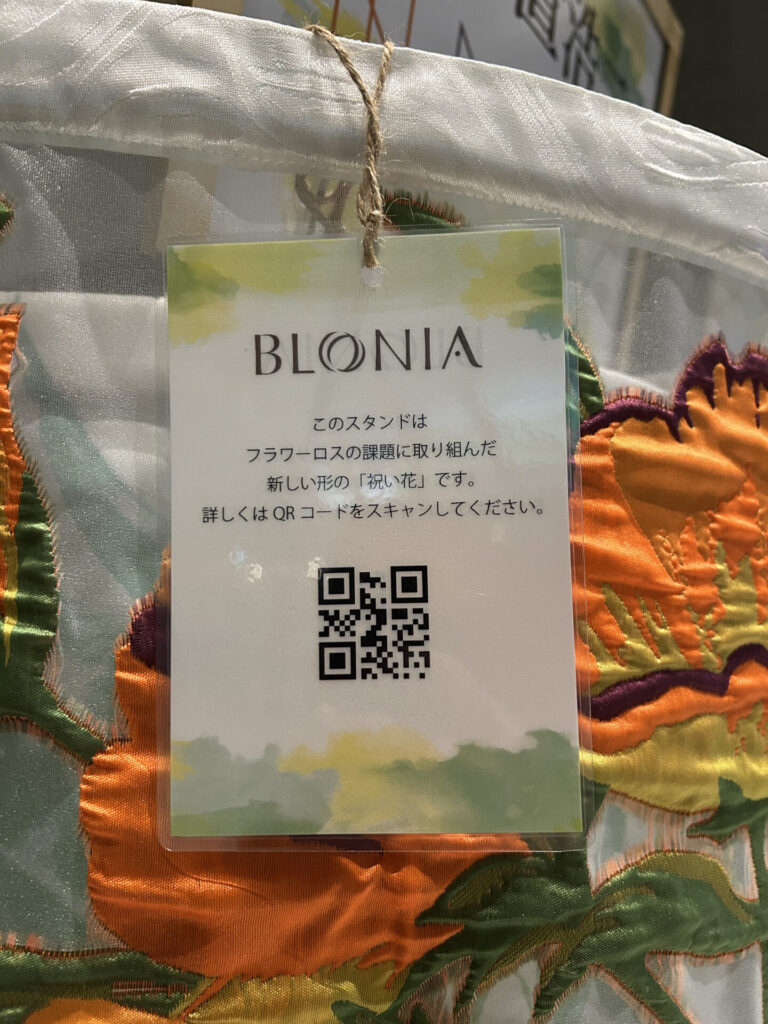 BLONIA
このスタンドは
フラワーロスの課題に取り組んだ
新しい形の「祝い花」です。
詳しくは QR コードをスキャンしてください。